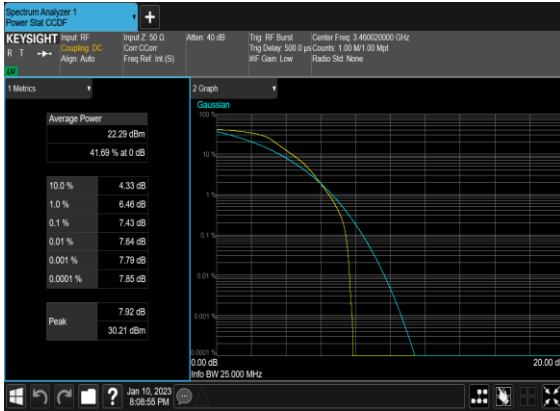 Spectrum Analyzer 1
Power Stat CCDF
+
KEYSIGHT Input: RF Input Z: 50 Ω Atten: 40 dB Trig: RF Burst Center Freq: 3.460020000 GHz
R T Coupling: DC Corr CCorr Trig Delay: 500.0 µs Counts: 1.00 M/1.00 Mpt
Align: Auto Freq Ref: Int (S) #IF Gain: Low Radio Std: None
1 Metrics
2 Graph
Average Power
22.29 dBm
41.69 % at 0 dB
10.0 % 4.33 dB
1.0 % 6.46 dB
0.1 % 7.43 dB
0.01 % 7.64 dB
0.001 % 7.79 dB
0.0001 % 7.85 dB
Peak 7.92 dB
30.21 dBm
Gaussian
100 %
10 %
1 %
0.1 %
0.01 %
0.001 %
0.0001 %
0.00 dB 20.00 d
Info BW 25.000 MHz
? Jan 10, 2023
8:08:55 PM